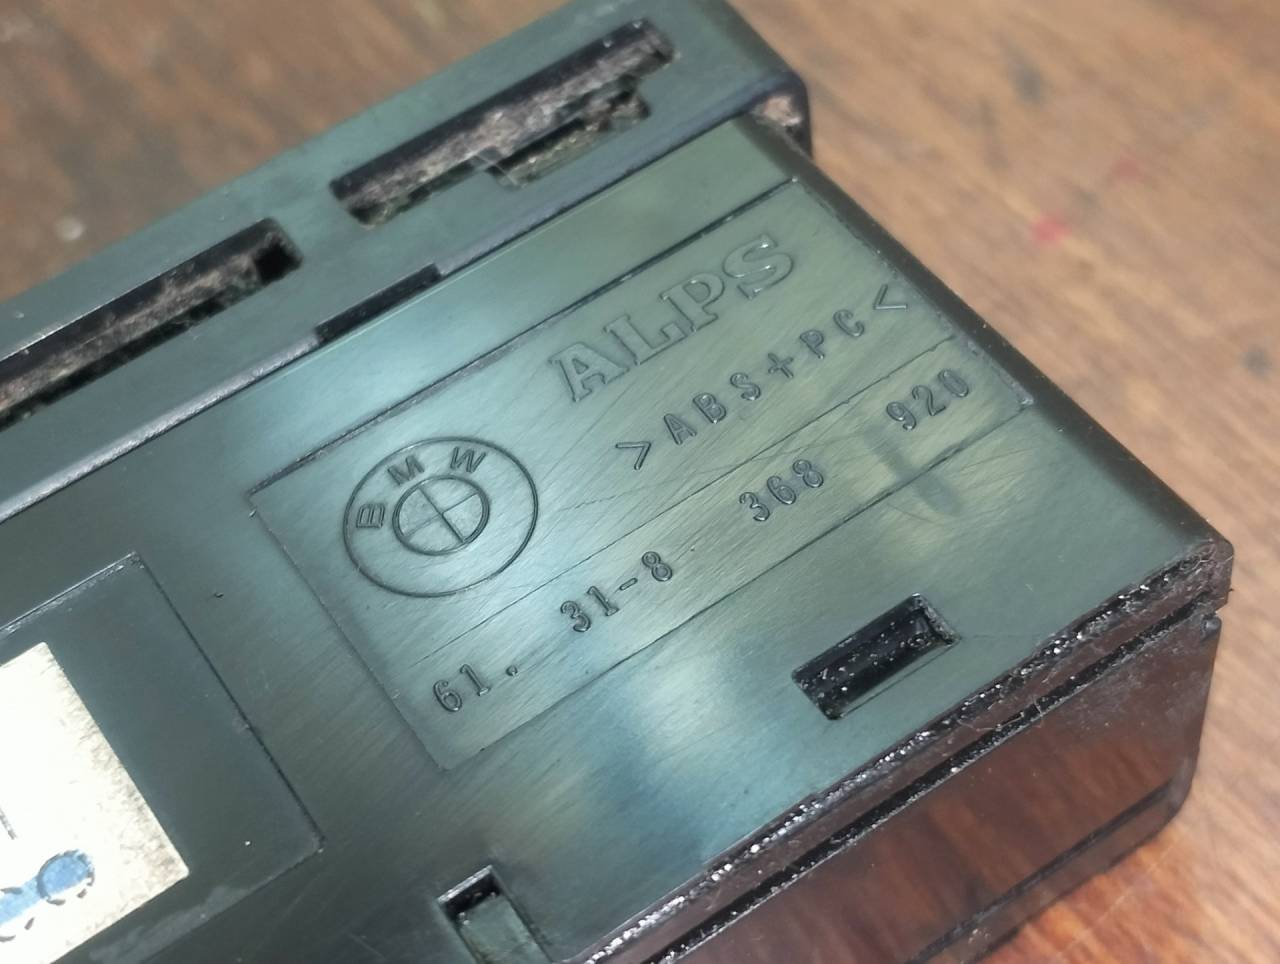 ALPS
>ABS+PC<
BMW
61. 31-8 368 920